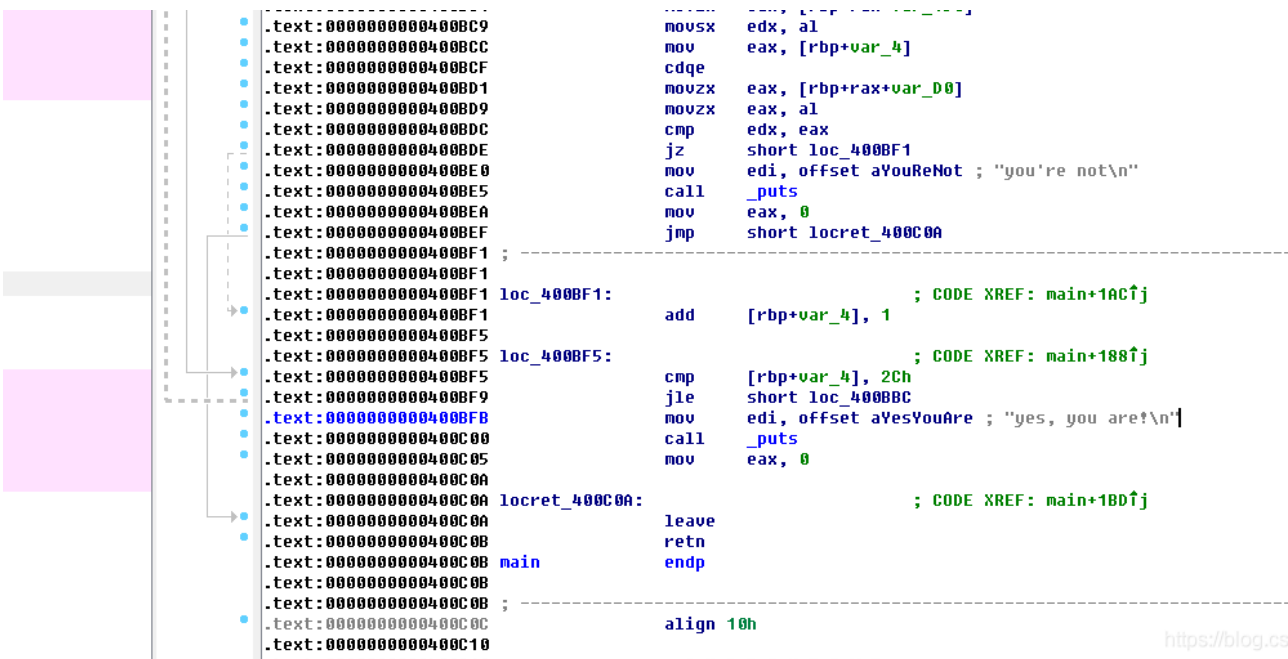 .text:0000000000400BC9 movsx edx, al
.text:0000000000400BCC mov eax, [rbp+var_4]
.text:0000000000400BCF cdqe
.text:0000000000400BD1 movzx eax, [rbp+rax+var_D0]
.text:0000000000400BD9 movzx eax, al
.text:0000000000400BDC cmp edx, eax
.text:0000000000400BDE jz short loc_400BF1
.text:0000000000400BE0 mov edi, offset aYouReNot ; "you're not\n"
.text:0000000000400BE5 call _puts
.text:0000000000400BEA mov eax, 0
.text:0000000000400BEF jmp short locret_400C0A
.text:0000000000400BF1 ; ---------------------------------------------------------------------------
.text:0000000000400BF1
.text:0000000000400BF1 loc_400BF1: ; CODE XREF: main+1AC↑j
.text:0000000000400BF1 add [rbp+var_4], 1
.text:0000000000400BF5
.text:0000000000400BF5 loc_400BF5: ; CODE XREF: main+188↑j
.text:0000000000400BF5 cmp [rbp+var_4], 2Ch
.text:0000000000400BF9 jle short loc_400BBC
.text:0000000000400BFB mov edi, offset aYesYouAre ; "yes, you are!\n"
.text:0000000000400C00 call _puts
.text:0000000000400C05 mov eax, 0
.text:0000000000400C0A
.text:0000000000400C0A locret_400C0A: ; CODE XREF: main+1BD↑j
.text:0000000000400C0A leave
.text:0000000000400C0B retn
.text:0000000000400C0B main endp
.text:0000000000400C0B
.text:0000000000400C0B ; ---------------------------------------------------------------------------
.text:0000000000400C0C align 10h
.text:0000000000400C10
https://blog.cs